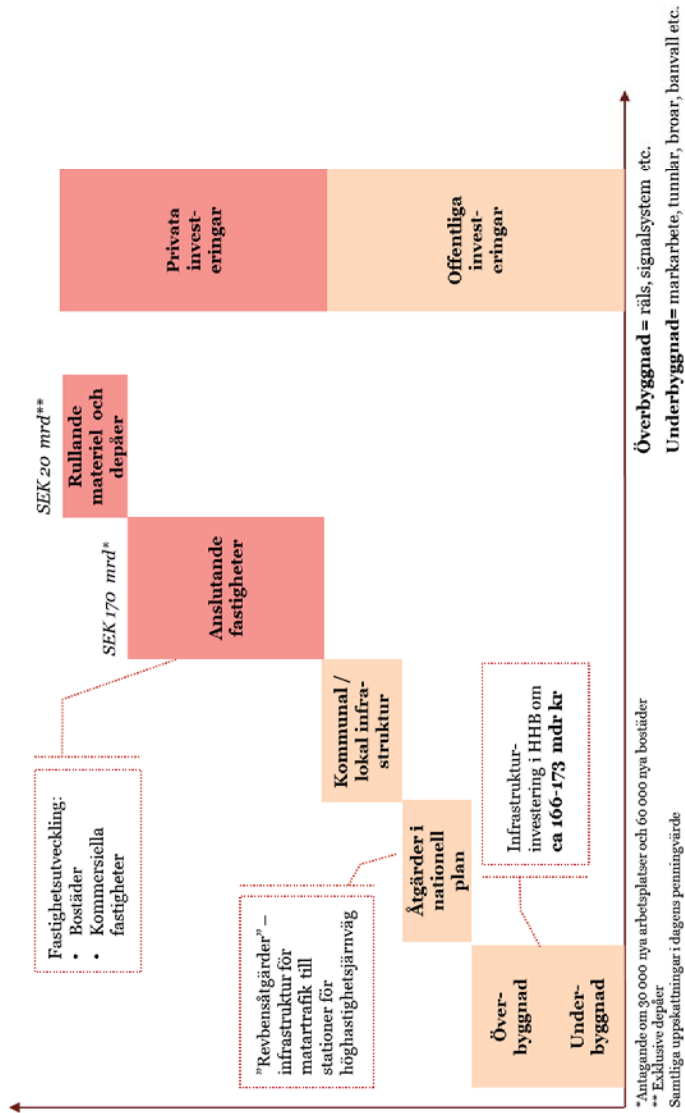 Fastighetsutveckling:
• Bostäder
• Kommersiella
fastigheter
SEK 20 mrd**
Rullande
materiel och
depåer
SEK 170 mrd*
Anslutande
fastigheter
Privata
invest-
eringar
"Revbensåtgärder" –
infrastruktur för
matartrafik till
stationer för
höghastighetsjärnväg
Kommunal /
lokal infra-
struktur
Åtgärder i
nationell
plan
Offentliga
invest-
eringar
Infrastruktur-
investering i HHB om
ca 166-173 mdr kr
Över-
byggnad
Under-
byggnad
*Antagande om 30 000 nya arbetsplatser och 60 000 nya bostäder
** Exklusive depåer
Samtliga uppskattningar i dagens penningvärde
Överbyggnad = räls, signalsystem etc.
Underbyggnad= markarbete, tunnlar, broar, banvall etc.